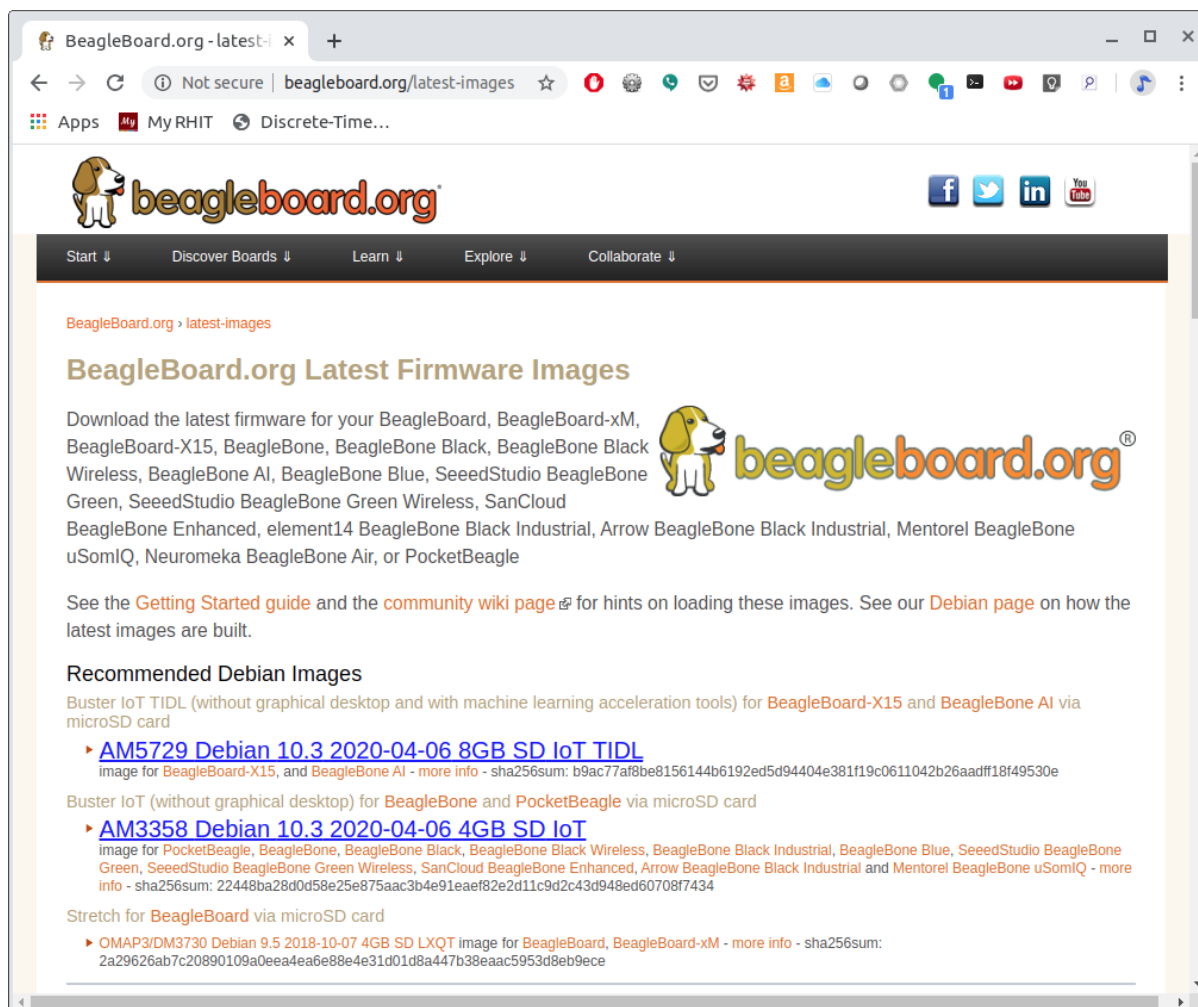 BeagleBoard.org - latest-i
Not secure | beagleboard.org/latest-images
1
Apps My My RHIT Discrete-Time…
beagleboard.org®
f in You Tube
Start ⇓ Discover Boards ⇓ Learn ⇓ Explore ⇓ Collaborate ⇓
BeagleBoard.org › latest-images
BeagleBoard.org Latest Firmware Images
Download the latest firmware for your BeagleBoard, BeagleBoard-xM,
BeagleBoard-X15, BeagleBone, BeagleBone Black, BeagleBone Black
Wireless, BeagleBone AI, BeagleBone Blue, SeeedStudio BeagleBone
Green, SeeedStudio BeagleBone Green Wireless, SanCloud
beagleboard.org®
BeagleBone Enhanced, element14 BeagleBone Black Industrial, Arrow BeagleBone Black Industrial, Mentorel BeagleBone
uSomIQ, Neuromeka BeagleBone Air, or PocketBeagle
See the Getting Started guide and the community wiki page for hints on loading these images. See our Debian page on how the
latest images are built.
Recommended Debian Images
Buster IoT TIDL (without graphical desktop and with machine learning acceleration tools) for BeagleBoard-X15 and BeagleBone AI via
microSD card
AM5729 Debian 10.3 2020-04-06 8GB SD IoT TIDL
image for BeagleBoard-X15, and BeagleBone AI - more info - sha256sum: b9ac77af8be8156144b6192ed5d94404e381f19c0611042b26aadff18f49530e
Buster IoT (without graphical desktop) for BeagleBone and PocketBeagle via microSD card
AM3358 Debian 10.3 2020-04-06 4GB SD IoT
image for PocketBeagle, BeagleBone, BeagleBone Black, BeagleBone Black Wireless, BeagleBone Black Industrial, BeagleBone Blue, SeeedStudio BeagleBone
Green, SeeedStudio BeagleBone Green Wireless, SanCloud BeagleBone Enhanced, Arrow BeagleBone Black Industrial and Mentorel BeagleBone uSomIQ - more
info - sha256sum: 22448ba28d0d58e25e875aac3b4e91eaef82e2d11c9d2c43d948ed60708f7434
Stretch for BeagleBoard via microSD card
OMAP3/DM3730 Debian 9.5 2018-10-07 4GB SD LXQT image for BeagleBoard, BeagleBoard-xM - more info - sha256sum:
2a29626ab7c20890109a0eea4ea6e88e4e31d01d8a447b38eaac5953d8eb9ece